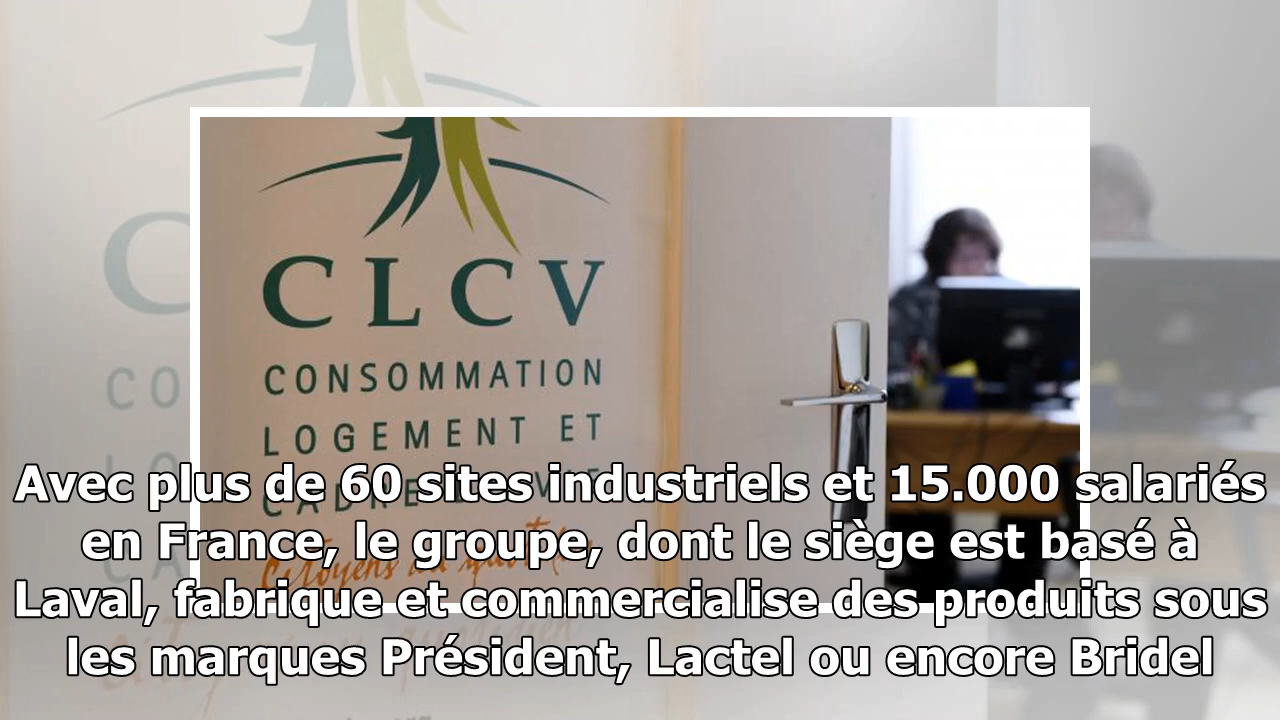 CLCV
CONSOMMATION
LOGEMENT ET
CADRE
Avec plus de 60 sites industriels et 15.000 salariés
en France, le groupe, dont le siège est basé à
Laval, fabrique et commercialise des produits sous
les marques Président, Lactel ou encore Bridel